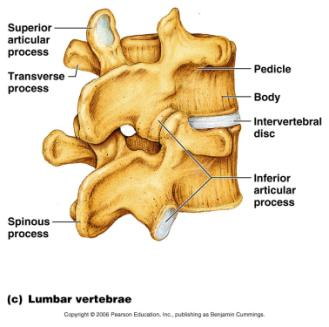 Superior
articular
process
Transverse
process
Pedicle
Body
Intervertebral
disc
Inferior
articular
process
Spinous
process
(c) Lumbar vertebrae
Copyright © 2006 Pearson Education, Inc., publishing as Benjamin Cummings.